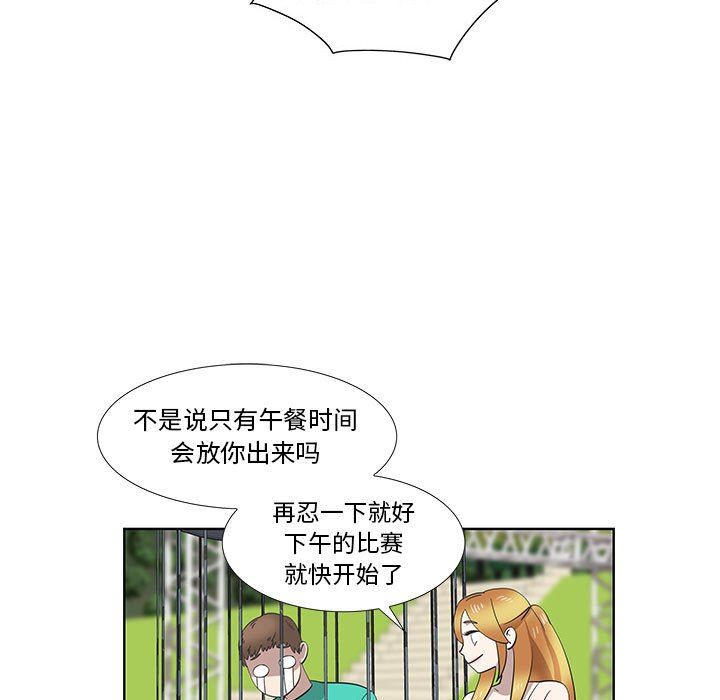 不是说只有午餐时间
会放你出来吗
再忍一下就好
下午的比赛
就快开始了